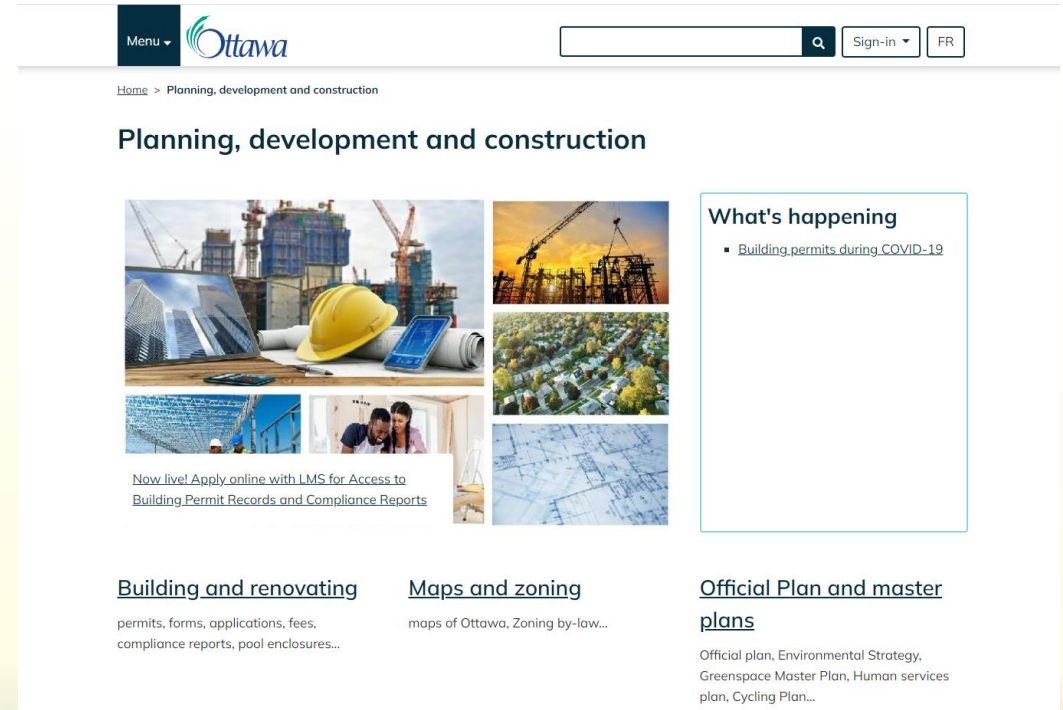 Menu
Ottawa
Sign-in
FR
Home > Planning, development and construction
Planning, development and construction
What's happening
▪ Building permits during COVID-19
Now live! Apply online with LMS for Access to
Building Permit Records and Compliance Reports
Building and renovating
permits, forms, applications, fees,
compliance reports, pool enclosures...
Maps and zoning
maps of Ottawa, Zoning by-law...
Official Plan and master
plans
Official plan, Environmental Strategy,
Greenspace Master Plan, Human services
plan, Cycling Plan...